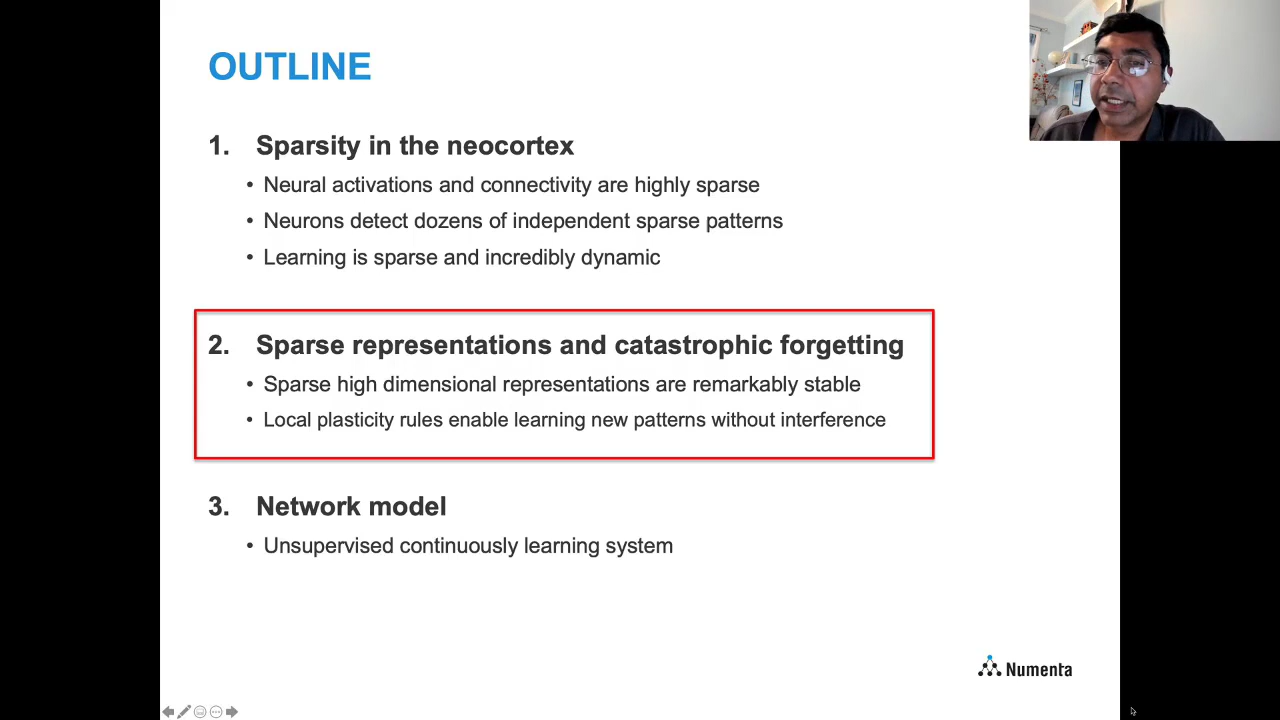 OUTLINE
1. Sparsity in the neocortex
• Neural activations and connectivity are highly sparse
• Neurons detect dozens of independent sparse patterns
• Learning is sparse and incredibly dynamic
2. Sparse representations and catastrophic forgetting
• Sparse high dimensional representations are remarkably stable
• Local plasticity rules enable learning new patterns without interference
3. Network model
• Unsupervised continuously learning system
Numenta